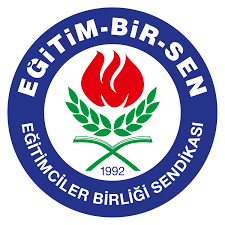 EĞİTİM-BİR-SEN
1992
EĞİTİMCİLER BİRLİĞİ SENDİKASI